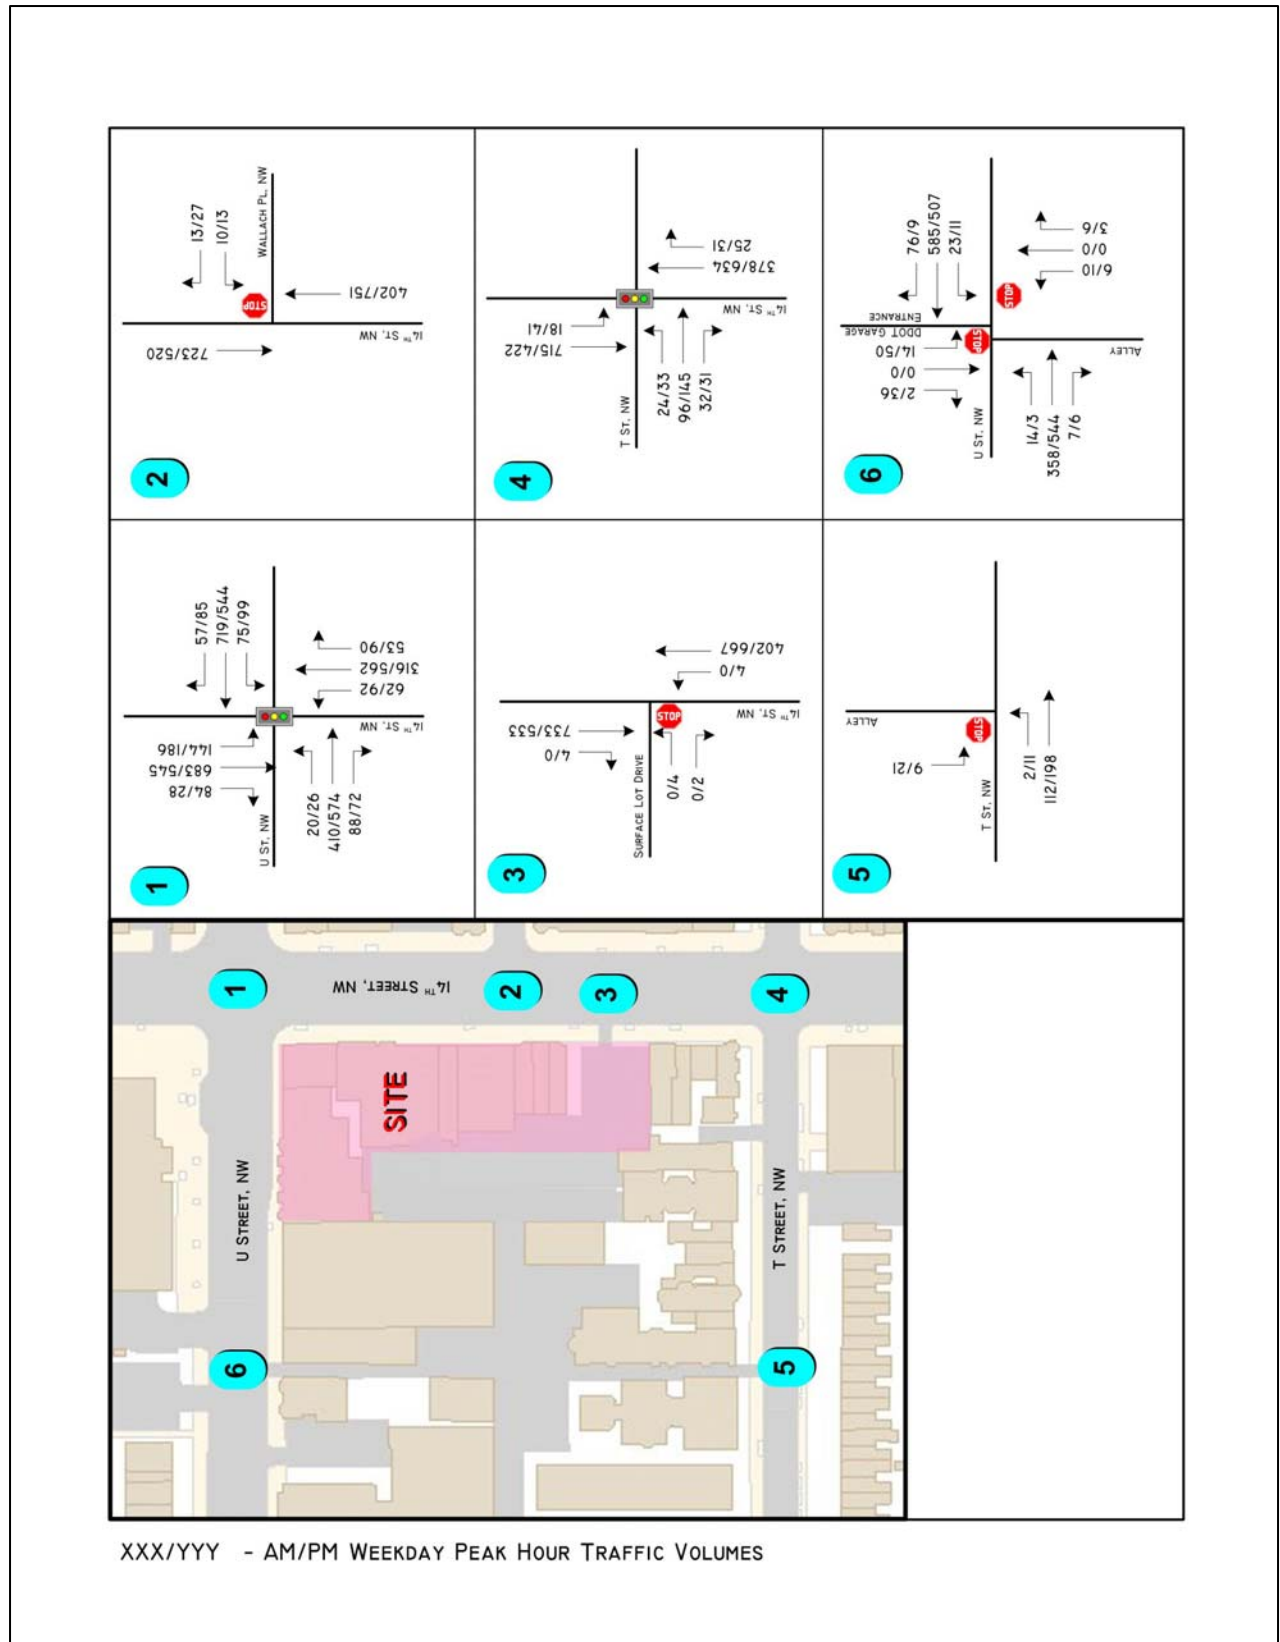 2
13/27
10/13
WALLACH PL, NW
402/751
14TH ST, NW
723/520
STOP
4
25/31
378/634
14TH ST, NW
18/41
715/422
T ST, NW
24/33
96/145
32/31
6
76/9
585/507
23/11
3/6
0/0
6/10
STOP
DDOT GARAGE
ENTRANCE
STOP
14/50
0/0
2/36
U ST, NW
14/3
358/544
7/6
ALLEY
1
57/85
719/544
75/99
53/90
316/562
62/92
14TH ST, NW
144/186
683/545
84/28
U ST, NW
20/26
410/574
88/72
3
402/667
4/0
14TH ST, NW
733/533
4/0
STOP
SURFACE LOT DRIVE
0/4
0/2
5
ALLEY
STOP
9/21
T ST, NW
2/11
112/198
1
14TH STREET, NW
2
3
4
SITE
U STREET, NW
T STREET, NW
6
5
XXX/YYY - AM/PM WEEKDAY PEAK HOUR TRAFFIC VOLUMES